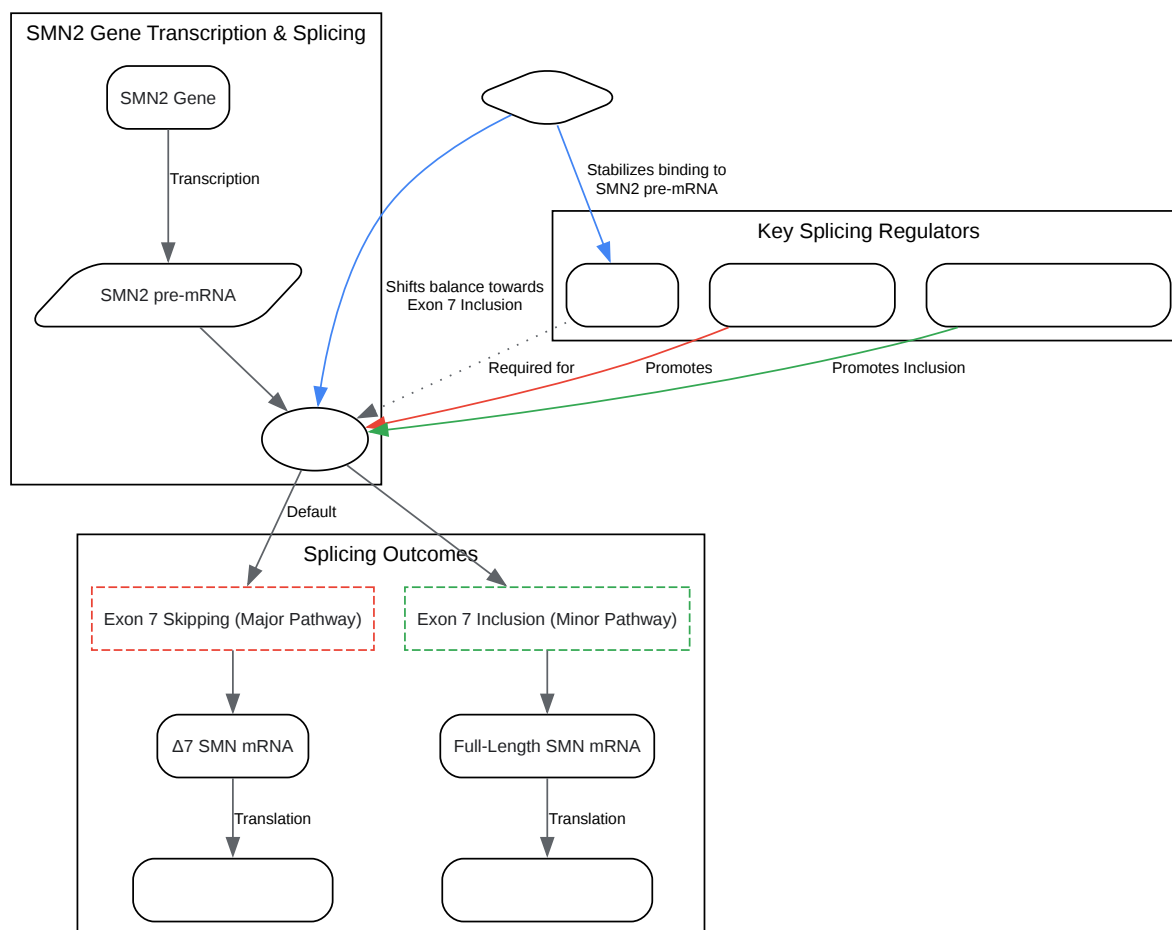 SMN2 Gene Transcription & Splicing
SMN2 Gene
Transcription
Stabilizes binding to
SMN2 pre-mRNA
Key Splicing Regulators
SMN2 pre-mRNA
Shifts balance towards
Exon 7 Inclusion
Required for
Promotes
Promotes Inclusion
Default
Splicing Outcomes
Exon 7 Skipping (Major Pathway)
Exon 7 Inclusion (Minor Pathway)
Δ7 SMN mRNA
Full-Length SMN mRNA
Translation
Translation